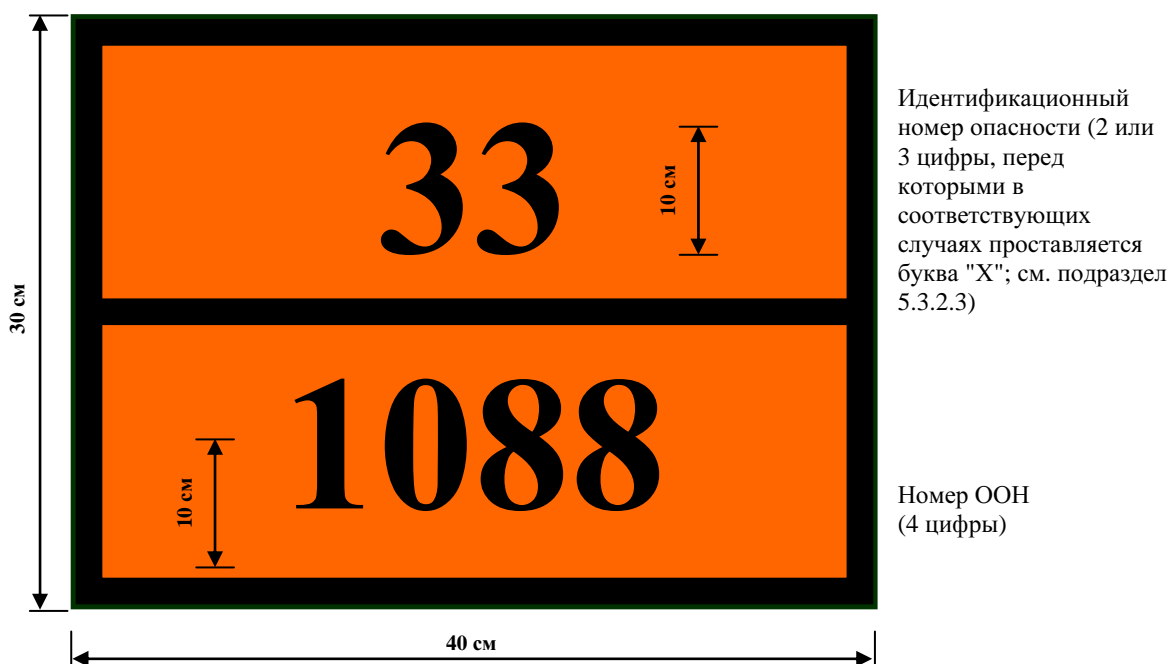 30 см
33
10 см
Идентификационный
номер опасности (2 или
3 цифры, перед
которыми в
соответствующих
случаях проставляется
буква "X"; см. подраздел
5.3.2.3)
1088
10 см
Номер ООН
(4 цифры)
40 см